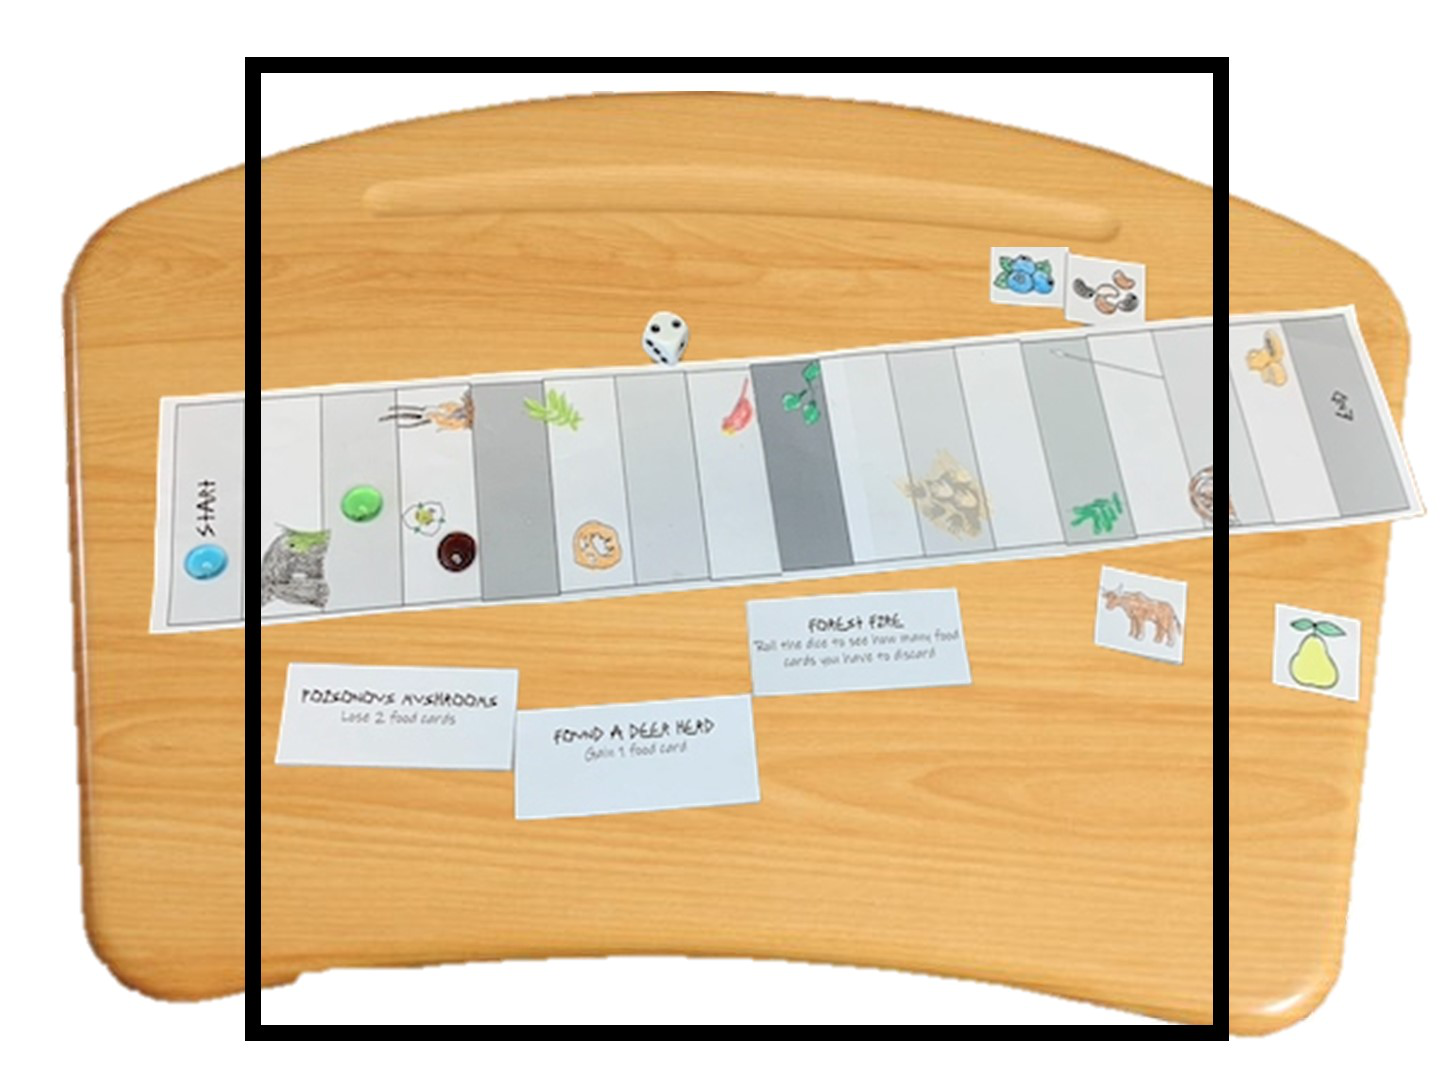 START
END
POISONOUS MUSHROOMS
Lose 2 food cards
FOUND A DEER HERD
Gain 1 food card
FOREST FIRE
Roll the dice to see how many food
cards you have to discard